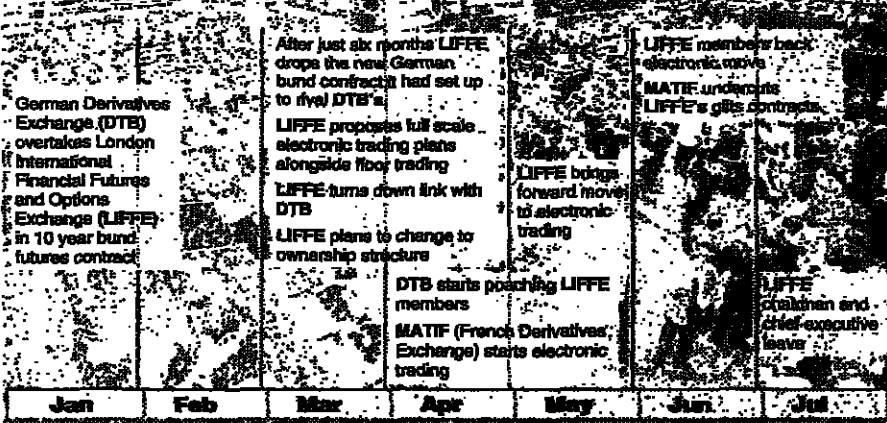 German Derivatives
Exchange (DTB)
overtakes London
International
Financial Futures
and Options
Exchange (LIFFE)
in 10 year bund
futures contract
After just six months LIFFE
drops the new German
bund contract it had set up
to rival DTB's
LIFFE proposes full scale
electronic trading plans
alongside floor trading
LIFFE turns down link with
DTB
LIFFE plans to change to
ownership structure
DTB starts poaching LIFFE
members
MATIF (French Derivatives
Exchange) starts electronic
trading
LIFFE brings
forward move
to electronic
trading
LIFFE members back
electronic move
MATIF undercuts
LIFFE's gilts contracts
LIFFE
chairman and
chief executive
leave
Jan Feb Mar Apr May Jun Jul